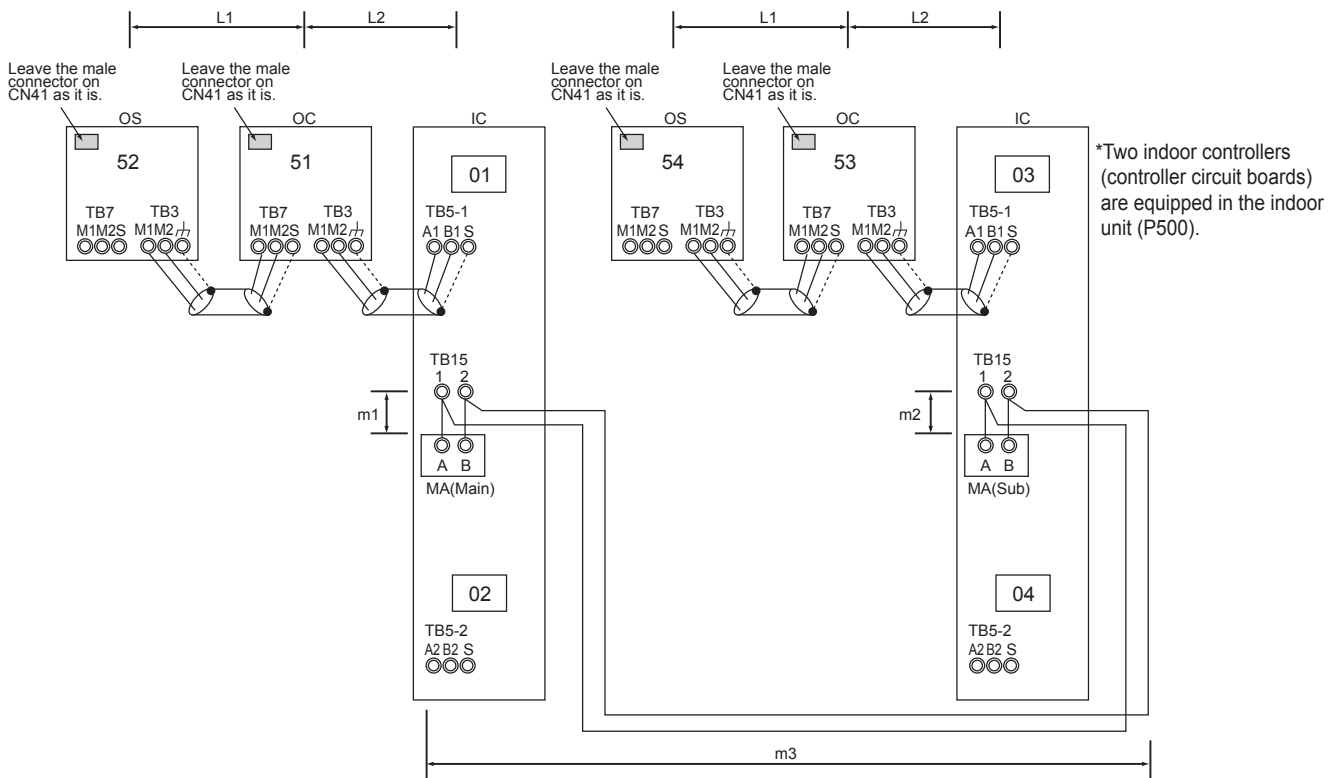 L1 L2 L1 L2
Leave the male
connector on
CN41 as it is.
Leave the male
connector on
CN41 as it is.
Leave the male
connector on
CN41 as it is.
Leave the male
connector on
CN41 as it is.
OS OC IC OS OC IC
52 51 01 54 53 03
*Two indoor controllers
(controller circuit boards)
are equipped in the indoor
unit (P500).
TB7 TB3 TB7 TB3 TB5-1 TB7 TB3 TB7 TB3 TB5-1
M1M2S M1M2 M1M2S M1M2 A1 B1 S M1M2S M1M2 M1M2S M1M2 A1 B1 S
TB15 TB15
1 2 1 2
m1 m2
A B A B
MA(Main) MA(Sub)
02 04
TB5-2 TB5-2
A2 B2 S A2 B2 S
m3